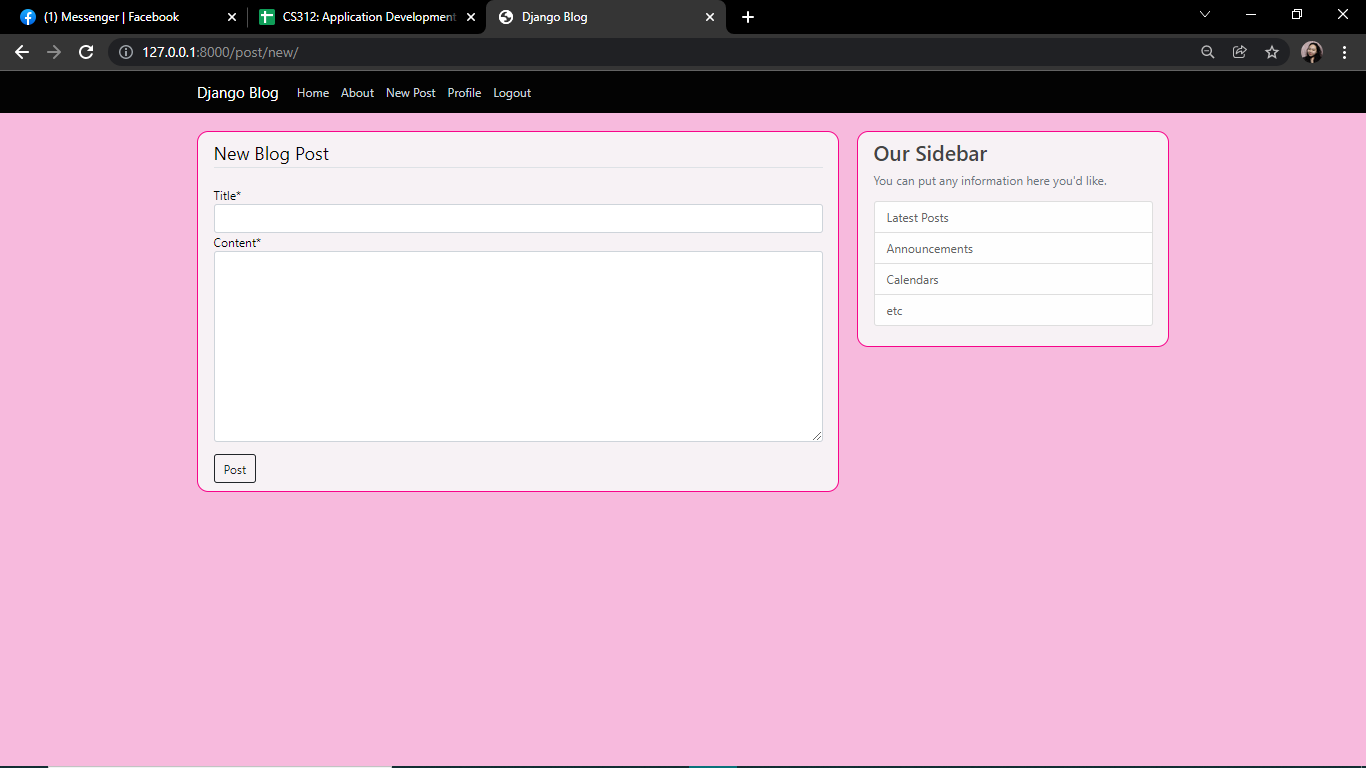 (1) Messenger | Facebook
CS312: Application Development
Django Blog
127.0.0.1:8000/post/new/
Django Blog Home About New Post Profile Logout
New Blog Post
Title*
Content*
Post
Our Sidebar
You can put any information here you'd like.
Latest Posts
Announcements
Calendars
etc